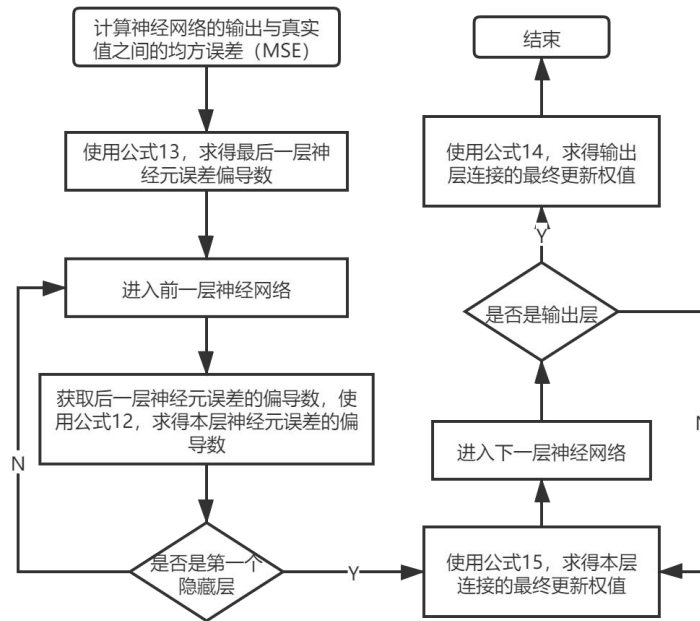 计算神经网络的输出与真实
值之间的均方误差（MSE）
使用公式13，求得最后一层神
经元误差偏导数
进入前一层神经网络
获取后一层神经元误差的偏导数，使
用公式12，求得本层神经元误差的偏
导数
N
是否是第一个
隐藏层
Y
结束
使用公式14，求得输出
层连接的最终更新权值
Y
是否是输出层
N
进入下一层神经网络
使用公式15，求得本层
连接的最终更新权值